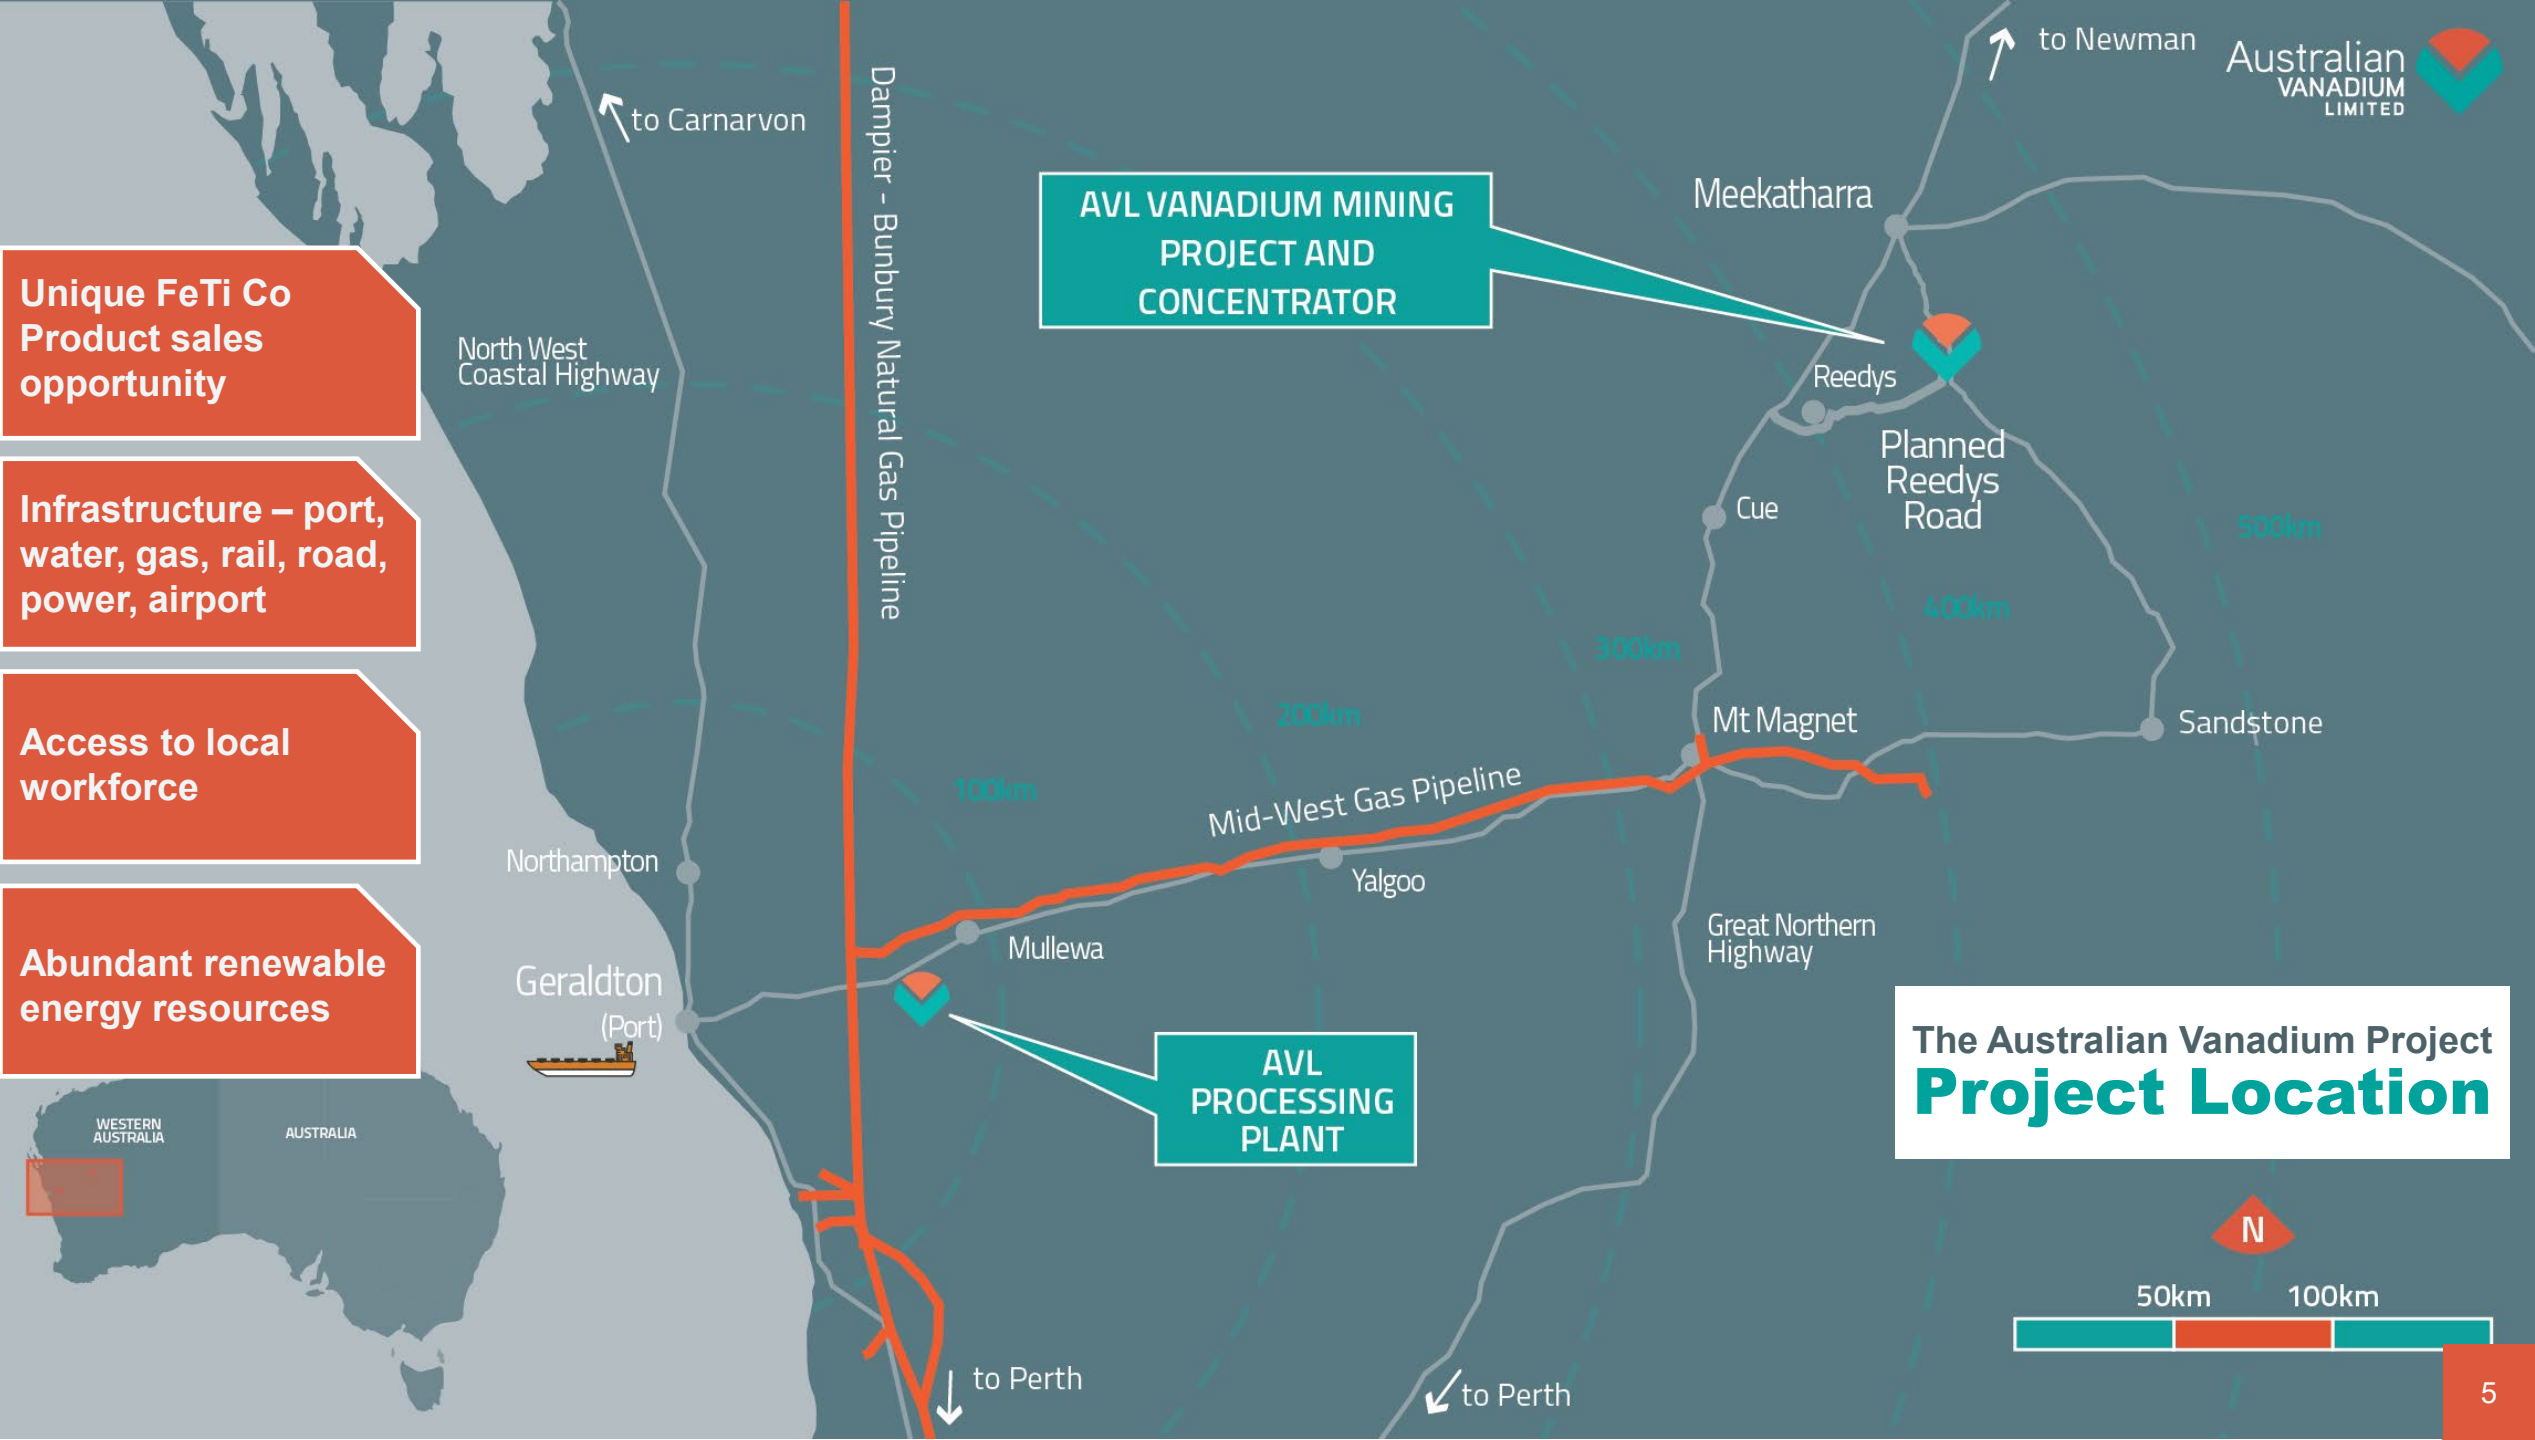 to Newman
Australian
VANADIUM
LIMITED
to Carnarvon
Dampier - Bunbury Natural Gas Pipeline
AVL VANADIUM MINING
PROJECT AND
CONCENTRATOR
Meekatharra
Unique FeTi Co
Product sales
opportunity
North West
Coastal Highway
Reedys
Planned
Reedys
Road
Infrastructure – port,
water, gas, rail, road,
power, airport
Cue
500km
400km
300km
200km
100km
Access to local
workforce
Mt Magnet
Sandstone
Mid-West Gas Pipeline
Northampton
Yalgoo
Mullewa
Great Northern
Highway
Abundant renewable
energy resources
Geraldton
(Port)
AVL
PROCESSING
PLANT
The Australian Vanadium Project
Project Location
WESTERN
AUSTRALIA
AUSTRALIA
N
50km
100km
to Perth
to Perth
5